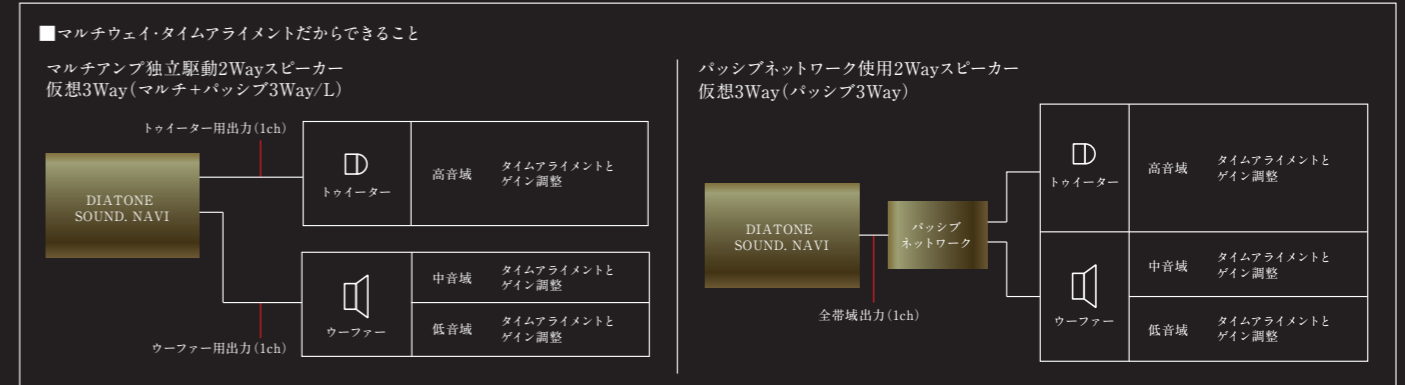 ■マルチウェイ・タイムアライメントだからできること
マルチアンプ独立駆動2Wayスピーカー
仮想3Way(マルチ+パッシブ3Way/L)
トゥイーター用出力(1ch)
DIATONE
SOUND. NAVI
トゥイーター
高音域
タイムアライメントと
ゲイン調整
ウーファー
中音域
タイムアライメントと
ゲイン調整
低音域
タイムアライメントと
ゲイン調整
ウーファー用出力(1ch)
パッシブネットワーク使用2Wayスピーカー
仮想3Way(パッシブ3Way)
DIATONE
SOUND. NAVI
パッシブ
ネットワーク
全帯域出力(1ch)
トゥイーター
高音域
タイムアライメントと
ゲイン調整
ウーファー
中音域
タイムアライメントと
ゲイン調整
低音域
タイムアライメントと
ゲイン調整